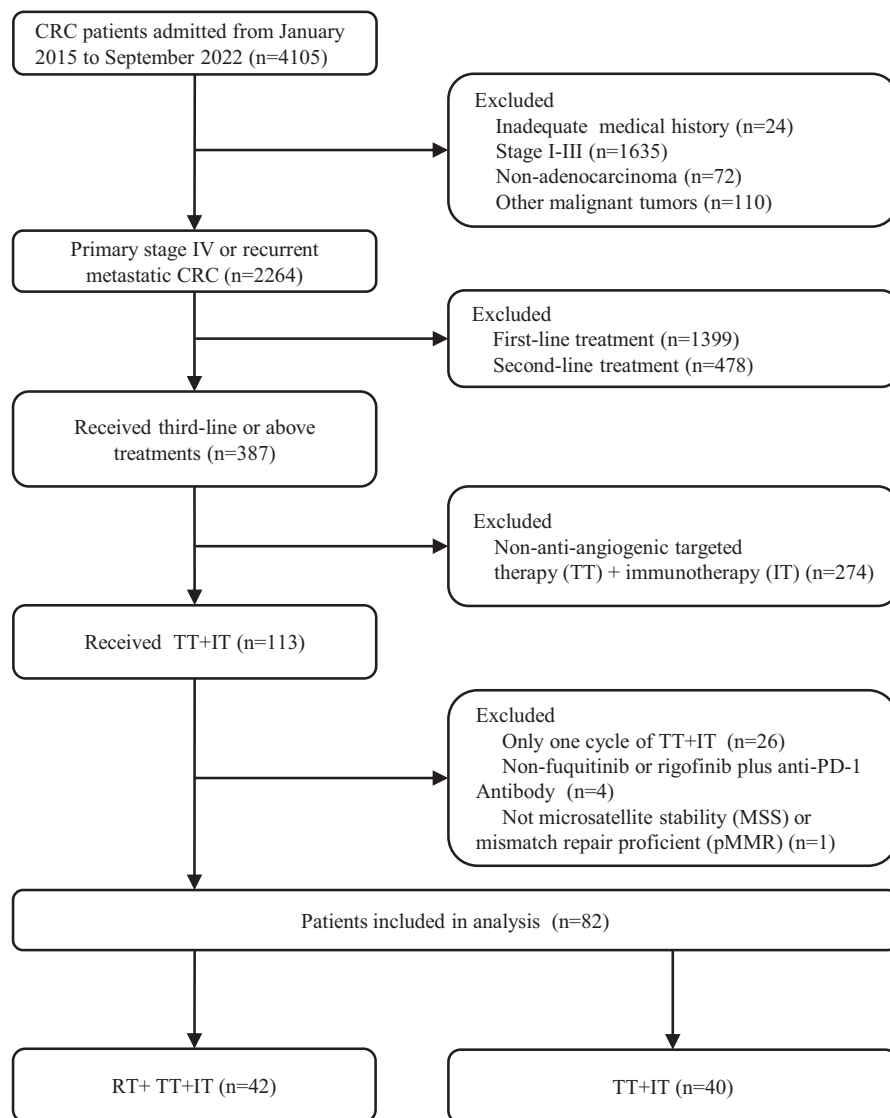 CRC patients admitted from January
2015 to September 2022 (n=4105)
Excluded
Inadequate medical history (n=24)
Stage I-III (n=1635)
Non-adenocarcinoma (n=72)
Other malignant tumors (n=110)
Primary stage IV or recurrent
metastatic CRC (n=2264)
Excluded
First-line treatment (n=1399)
Second-line treatment (n=478)
Received third-line or above
treatments (n=387)
Excluded
Non-anti-angiogenic targeted
therapy (TT) + immunotherapy (IT) (n=274)
Received TT+IT (n=113)
Excluded
Only one cycle of TT+IT (n=26)
Non-fuquitinib or rigofinib plus anti-PD-1
Antibody (n=4)
Not microsatellite stability (MSS) or
mismatch repair proficient (pMMR) (n=1)
Patients included in analysis (n=82)
RT+ TT+IT (n=42)
TT+IT (n=40)